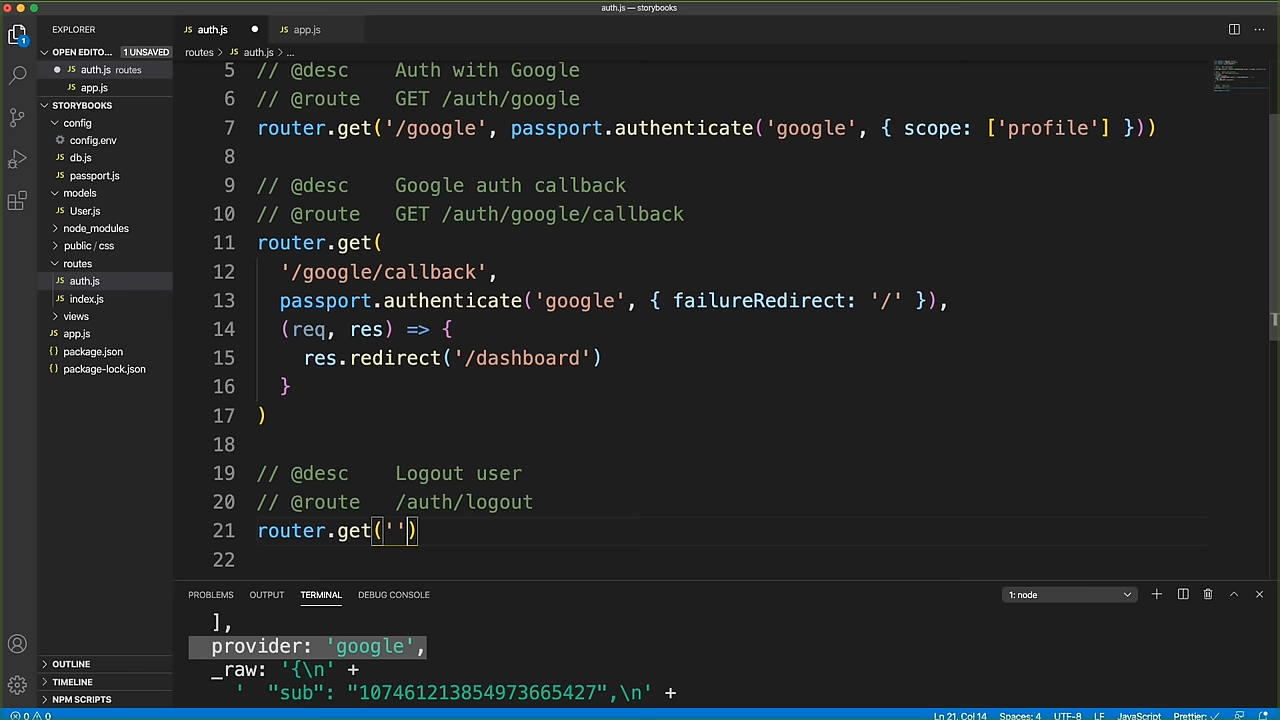 auth.js — storybooks
EXPLORER
auth.js
app.js
OPEN EDITO... 1 UNSAVED
routes > auth.js > ...
auth.js routes
app.js
STORYBOOKS
config
config.env
db.js
passport.js
models
User.js
node_modules
public / css
routes
auth.js
index.js
views
app.js
package.json
package-lock.json
OUTLINE
TIMELINE
NPM SCRIPTS
5 // @desc    Auth with Google
6 // @route   GET /auth/google
7 router.get('/google', passport.authenticate('google', { scope: ['profile'] }))
8
9 // @desc    Google auth callback
10 // @route   GET /auth/google/callback
11 router.get(
12   '/google/callback',
13   passport.authenticate('google', { failureRedirect: '/' }),
14   (req, res) => {
15     res.redirect('/dashboard')
16   }
17 )
18
19 // @desc    Logout user
20 // @route   /auth/logout
21 router.get('')
22
PROBLEMS OUTPUT TERMINAL DEBUG CONSOLE 1: node
],
provider: 'google',
_raw: '{\n' +
'  "sub": "107461213854973665427",\n' +
0 0 Ln 21, Col 14 Spaces: 4 UTF-8 LF JavaScript Prettier: ✓